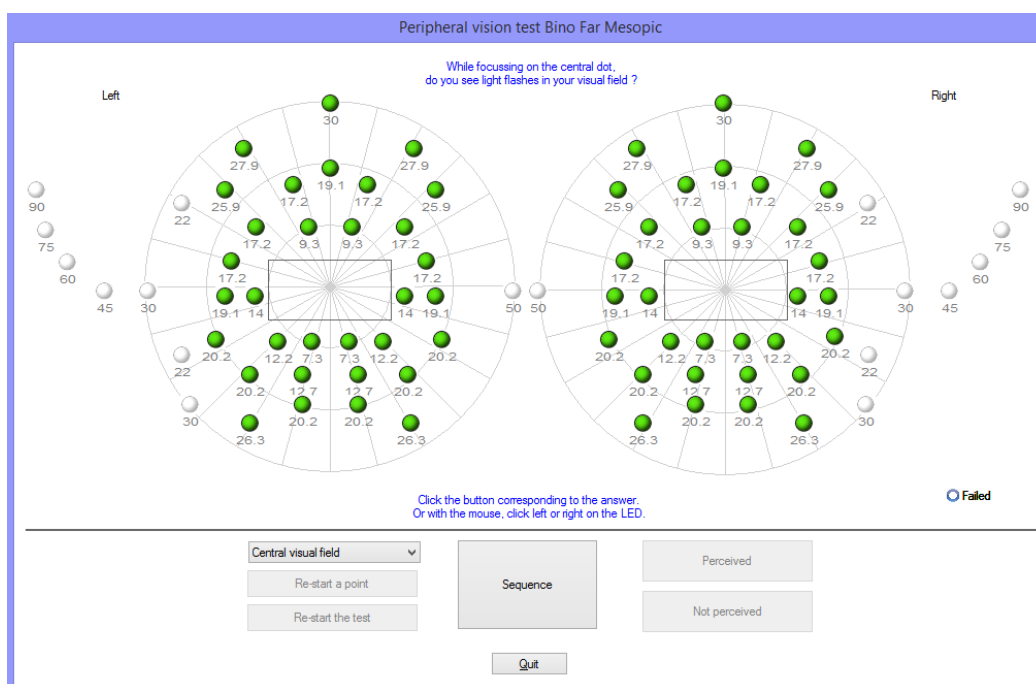 Peripheral vision test Bino Far Mesopic
While focussing on the central dot,
do you see light flashes in your visual field ?
Left Right
30 30
27.9 27.9 27.9 27.9
19.1 19.1
25.9 17.2 17.2 25.9 25.9 17.2 17.2 25.9
90 22 22 90
17.2 9.3 9.3 17.2 17.2 9.3 9.3 17.2
75 75
60 17.2 17.2 17.2 17.2 60
45 30 50 50 30 45
19.1 14 14 19.1 19.1 14 14 19.1
20.2 12.2 7.3 7.3 12.2 20.2 20.2 12.2 7.3 7.3 12.2 20.2
22 22
20.2 12.7 12.7 20.2 20.2 12.7 12.7 20.2
30 20.2 20.2 20.2 20.2 30
26.3 26.3 26.3 26.3
Click the button corresponding to the answer.
Or with the mouse, click left or right on the LED.
Failed
Central visual field
Re-start a point
Re-start the test
Sequence
Perceived
Not perceived
Quit